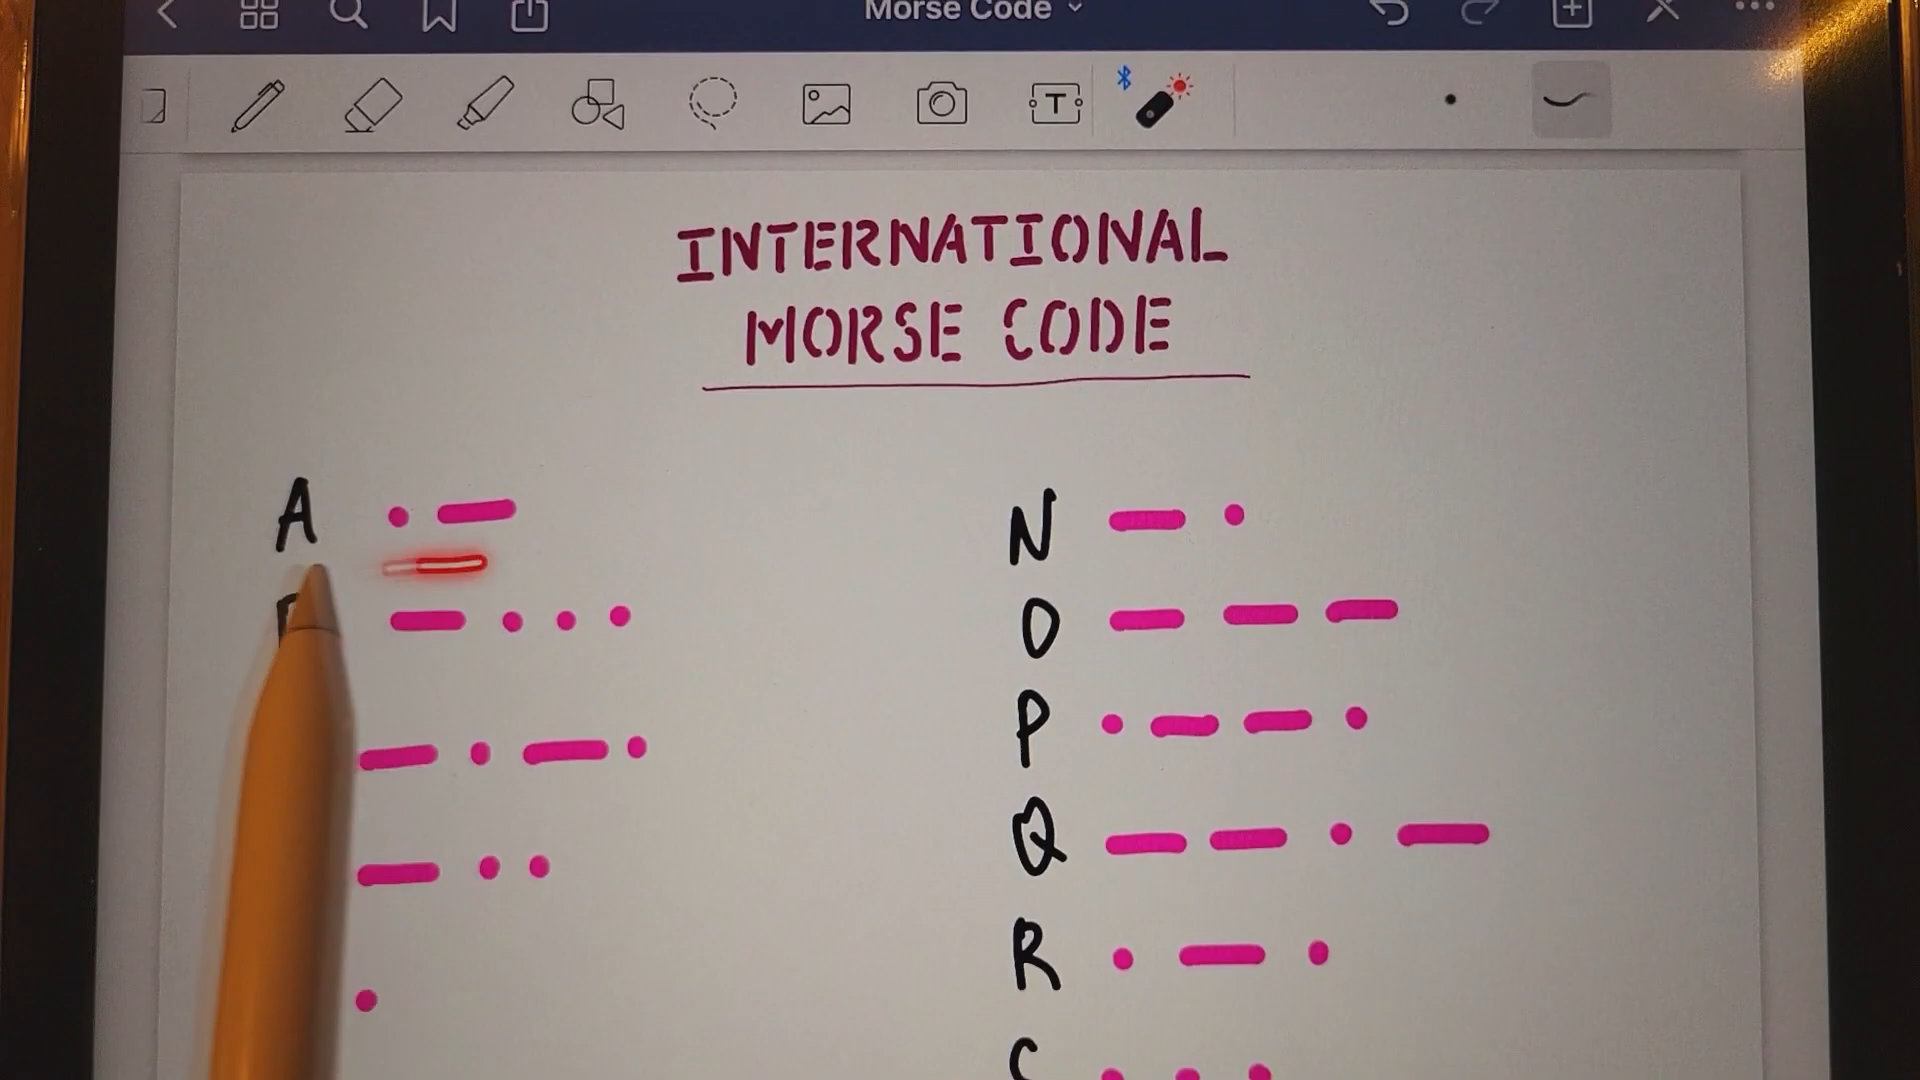 Morse Code
T
INTERNATIONAL
MORSE CODE
A
N
O
P
Q
R